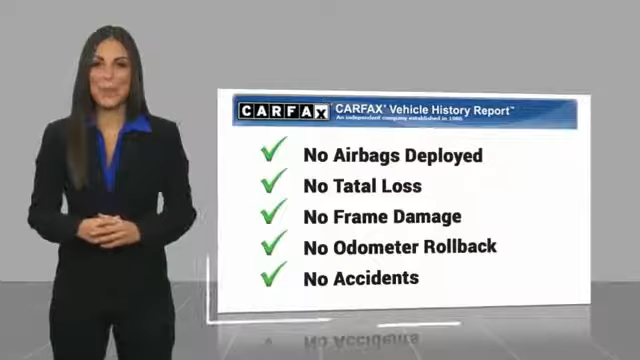 CARFAX CARFAX® Vehicle History Report™
An independent company established in 1986
No Airbags Deployed
No Tatal Loss
No Frame Damage
No Odometer Rollback
No Accidents